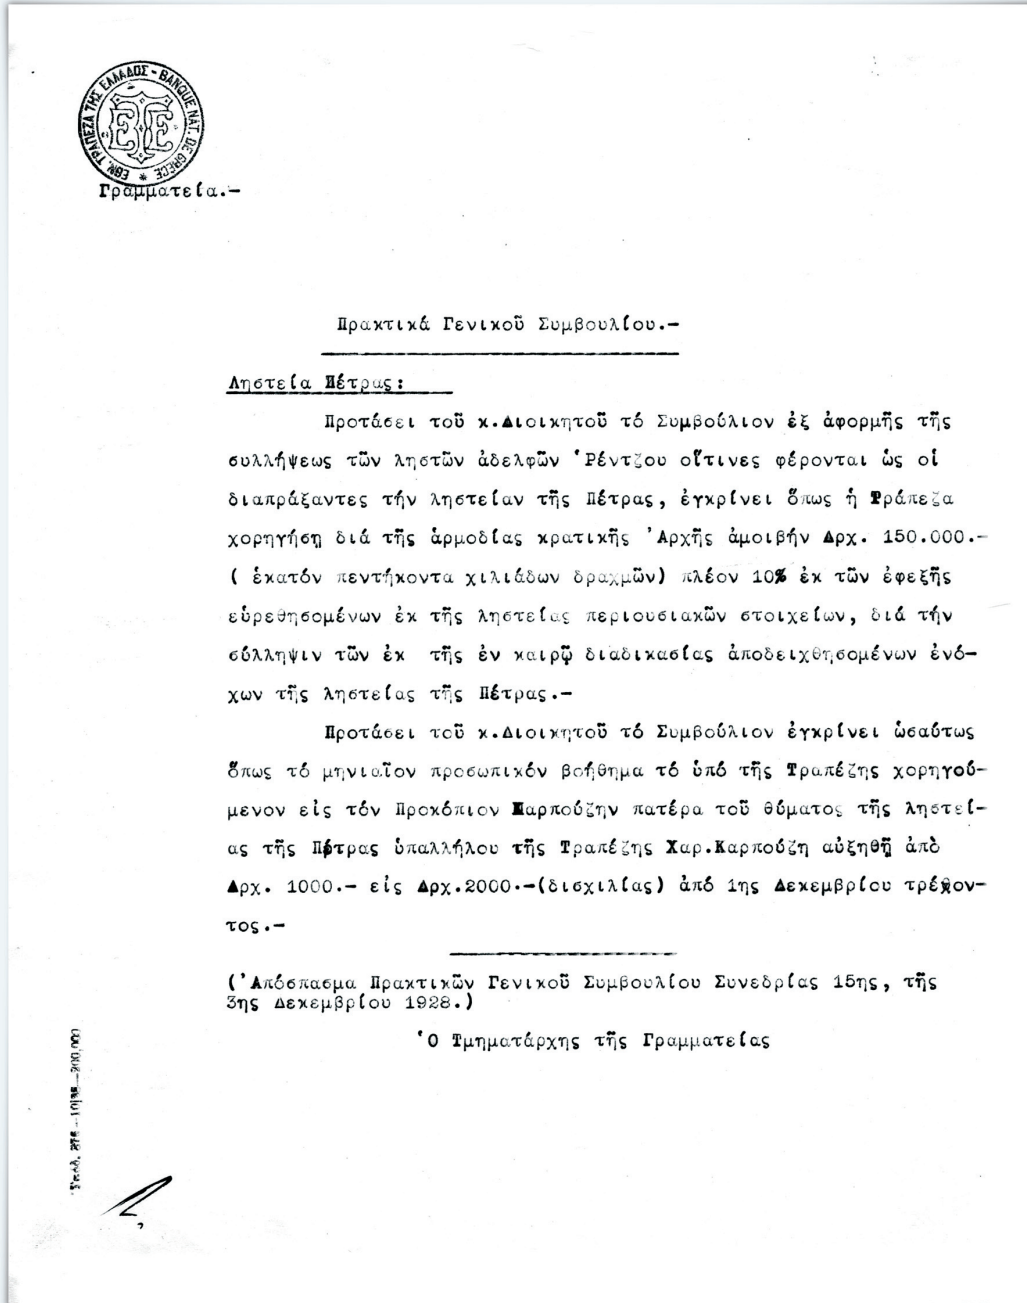 ΕΘΝ. ΤΡΑΠΕΖΑ ΤΗΣ ΕΛΛΑΔΟΣ - BANQUE NAT. DE GRECE *
ΕΤΕ
Γραμματεία.-
Πρακτικά Γενικοῦ Συμβουλίου.-
Ληστεία Πέτρας:
Προτάσει τοῦ κ.Διοικητοῦ τό Συμβούλιον ἐξ ἀφορμῆς τῆς
συλλήψεως τῶν ληστῶν ἀδελφῶν ‘Ρέντζου οἵτινες φέρονται ὡς οἱ
διαπράξαντες τήν ληστείαν τῆς Πέτρας, ἐγκρίνει ὅπως ἡ Τράπεζα
χορηγήσῃ διά τῆς ἁρμοδίας κρατικῆς ’Αρχῆς ἀμοιβήν Δρχ. 150.000.-
( ἑκατόν πεντήκοντα χιλιάδων δραχμῶν) πλέον 10% ἐκ τῶν ἐφεξῆς
εὑρεθησομένων ἐκ τῆς ληστείας περιουσιακῶν στοιχείων, διά τήν
σύλληψιν τῶν ἐκ τῆς ἐν καιρῷ διαδικασίας ἀποδειχθησομένων ἐνό-
χων τῆς ληστείας τῆς Πέτρας.-
Προτάσει τοῦ κ.Διοικητοῦ τό Συμβούλιον ἐγκρίνει ὡσαύτως
ὅπως τό μηνιαῖον προσωπικόν βοήθημα τό ὑπό τῆς Τραπέζης χορηγού-
μενον εἰς τόν Προκόπιον Καρπούζην πατέρα τοῦ θύματος τῆς ληστεί-
ας τῆς Πέτρας ὑπαλλήλου τῆς Τραπέζης Χαρ.Καρπούζη αὐξηθῇ ἀπὸ
Δρχ. 1000.- εἰς Δρχ.2000.-(δισχιλίας) ἀπό 1ης Δεκεμβρίου τρέχον-
τος.-
(’Απόσπασμα Πρακτικῶν Γενικοῦ Συμβουλίου Συνεδρίας 15ης, τῆς
3ης Δεκεμβρίου 1928.)
‘Ο Τμηματάρχης τῆς Γραμματείας